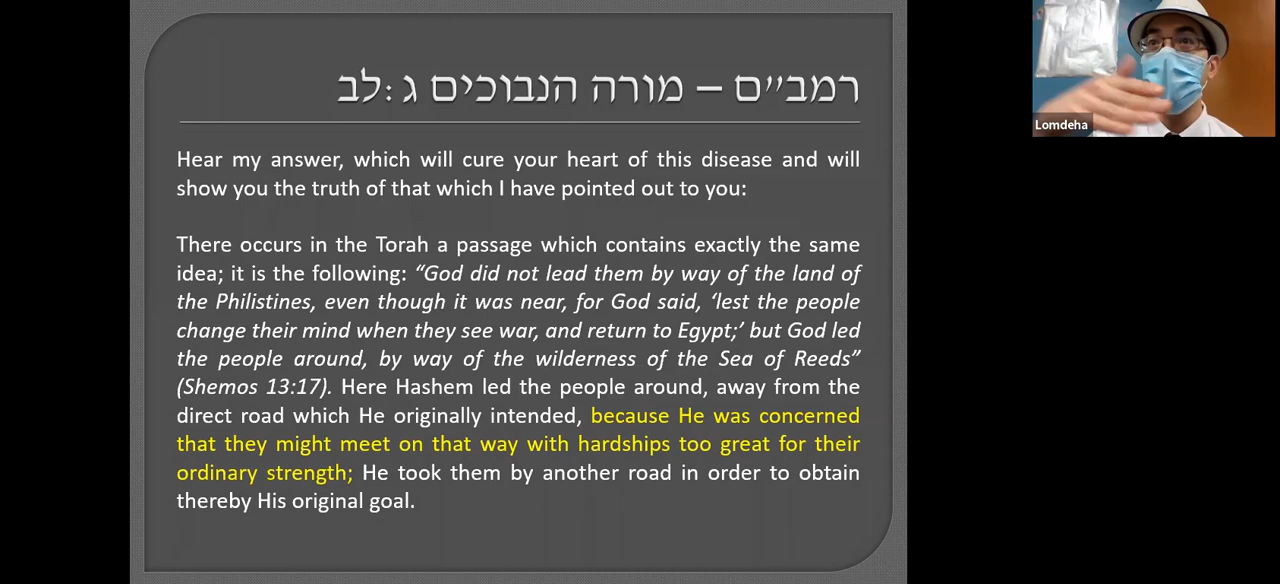 רמב״ם – מורה הנבוכים ג:לב
Hear my answer, which will cure your heart of this disease and will
show you the truth of that which I have pointed out to you:
There occurs in the Torah a passage which contains exactly the same
idea; it is the following: “God did not lead them by way of the land of
the Philistines, even though it was near, for God said, ‘lest the people
change their mind when they see war, and return to Egypt;’ but God led
the people around, by way of the wilderness of the Sea of Reeds”
(Shemos 13:17). Here Hashem led the people around, away from the
direct road which He originally intended, because He was concerned
that they might meet on that way with hardships too great for their
ordinary strength; He took them by another road in order to obtain
thereby His original goal.
Lomdeha